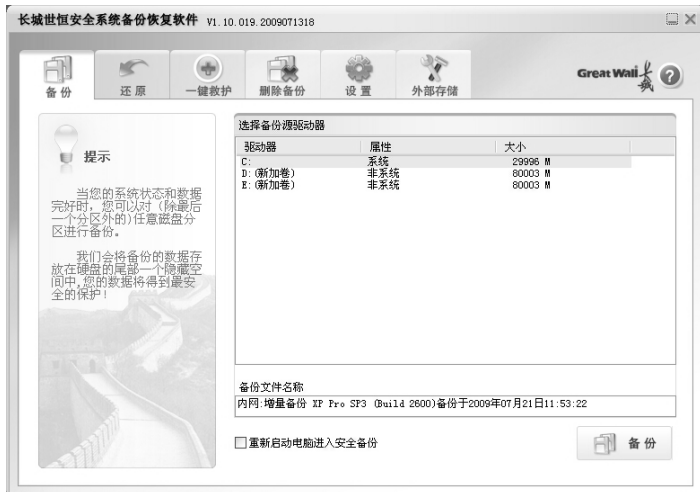 长城世恒安全系统备份恢复软件 V1.10.019.2009071318
备份 还原 一键救护 删除备份 设置 外部存储
Great Wall
提示
当您的系统状态和数据
完好时，您可以对（除最后
一个分区外的)任意磁盘分
区进行备份。
我们会将备份的数据存
放在硬盘的尾部一个隐藏空
间中,您的数据将得到最安
全的保护！
选择备份源驱动器
驱动器 属性 大小
C: 系统 29996 M
D:(新加卷) 非系统 80003 M
E:(新加卷) 非系统 80003 M
备份文件名称
内网:增量备份 XP Pro SP3 (Build 2600)备份于2009年07月21日11:53:22
重新启动电脑进入安全备份
备份